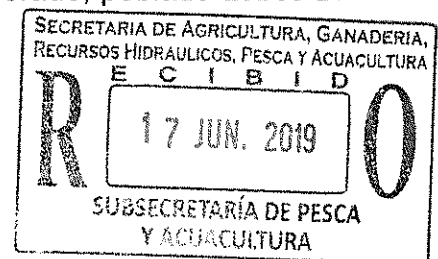 SECRETARIA DE AGRICULTURA, GANADERIA,
RECURSOS HIDRAULICOS, PESCA Y ACUACULTURA
R E C I B I D O
17 JUN. 2019
SUBSECRETARÍA DE PESCA
Y ACUACULTURA